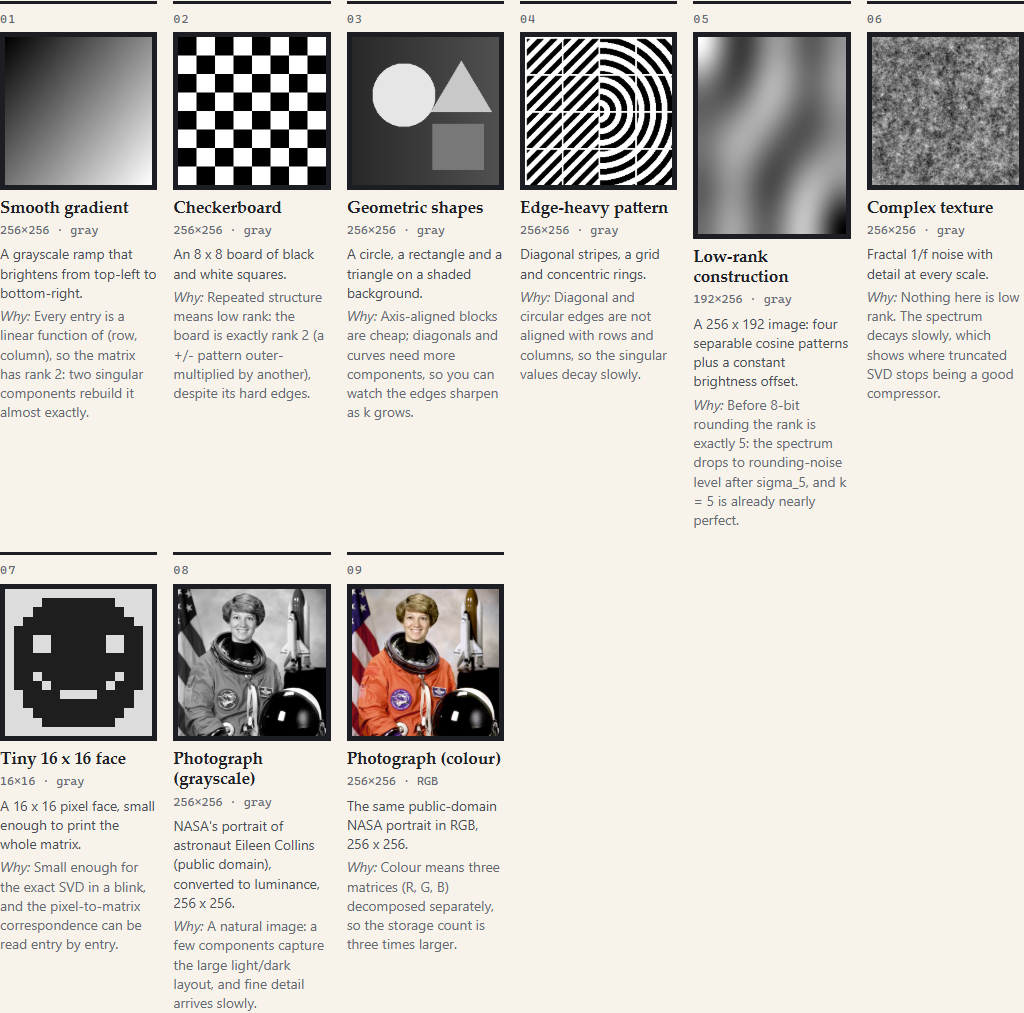 01
Smooth gradient
256×256 · gray
A grayscale ramp that
brightens from top-left to
bottom-right.
Why: Every entry is a
linear function of (row,
column), so the matrix
has rank 2: two singular
components rebuild it
almost exactly.
02
Checkerboard
256×256 · gray
An 8 x 8 board of black
and white squares.
Why: Repeated structure
means low rank: the
board is exactly rank 2 (a
+/- pattern outer-
multiplied by another),
despite its hard edges.
03
Geometric shapes
256×256 · gray
A circle, a rectangle and a
triangle on a shaded
background.
Why: Axis-aligned blocks
are cheap; diagonals and
curves need more
components, so you can
watch the edges sharpen
as k grows.
04
Edge-heavy pattern
256×256 · gray
Diagonal stripes, a grid
and concentric rings.
Why: Diagonal and
circular edges are not
aligned with rows and
columns, so the singular
values decay slowly.
05
Low-rank
construction
192×256 · gray
A 256 x 192 image: four
separable cosine patterns
plus a constant
brightness offset.
Why: Before 8-bit
rounding the rank is
exactly 5: the spectrum
drops to rounding-noise
level after sigma_5, and k
= 5 is already nearly
perfect.
06
Complex texture
256×256 · gray
Fractal 1/f noise with
detail at every scale.
Why: Nothing here is low
rank. The spectrum
decays slowly, which
shows where truncated
SVD stops being a good
compressor.
07
Tiny 16 x 16 face
16×16 · gray
A 16 x 16 pixel face, small
enough to print the
whole matrix.
Why: Small enough for
the exact SVD in a blink,
and the pixel-to-matrix
correspondence can be
read entry by entry.
08
Photograph
(grayscale)
256×256 · gray
NASA's portrait of
astronaut Eileen Collins
(public domain),
converted to luminance,
256 x 256.
Why: A natural image: a
few components capture
the large light/dark
layout, and fine detail
arrives slowly.
09
Photograph (colour)
256×256 · RGB
The same public-domain
NASA portrait in RGB,
256 x 256.
Why: Colour means three
matrices (R, G, B)
decomposed separately,
so the storage count is
three times larger.